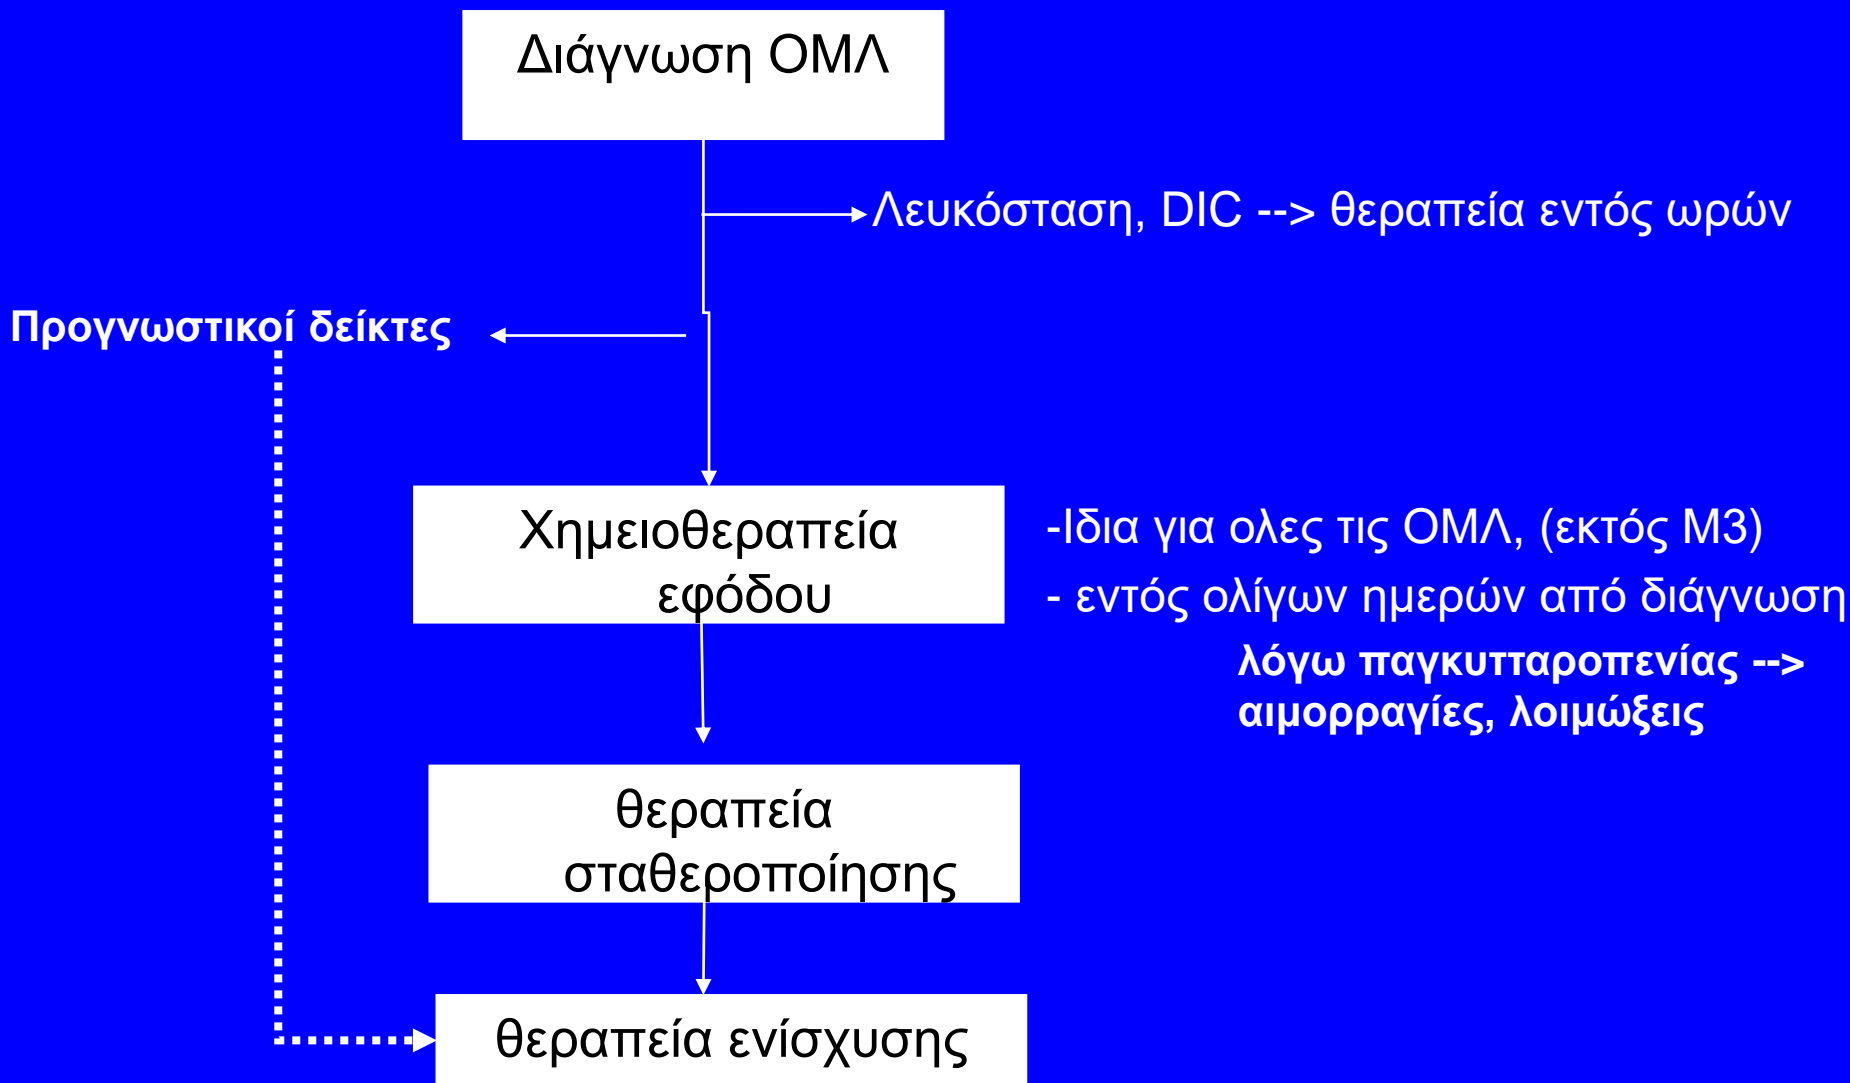 Διάγνωση ΟΜΛ
Λευκόσταση, DIC --> θεραπεία εντός ωρών
Προγνωστικοί δείκτες
Χημειοθεραπεία
εφόδου
-Ιδια για ολες τις ΟΜΛ, (εκτός Μ3)
- εντός ολίγων ημερών από διάγνωση
λόγω παγκυτταροπενίας -->
αιμορραγίες, λοιμώξεις
θεραπεία
σταθεροποίησης
θεραπεία ενίσχυσης